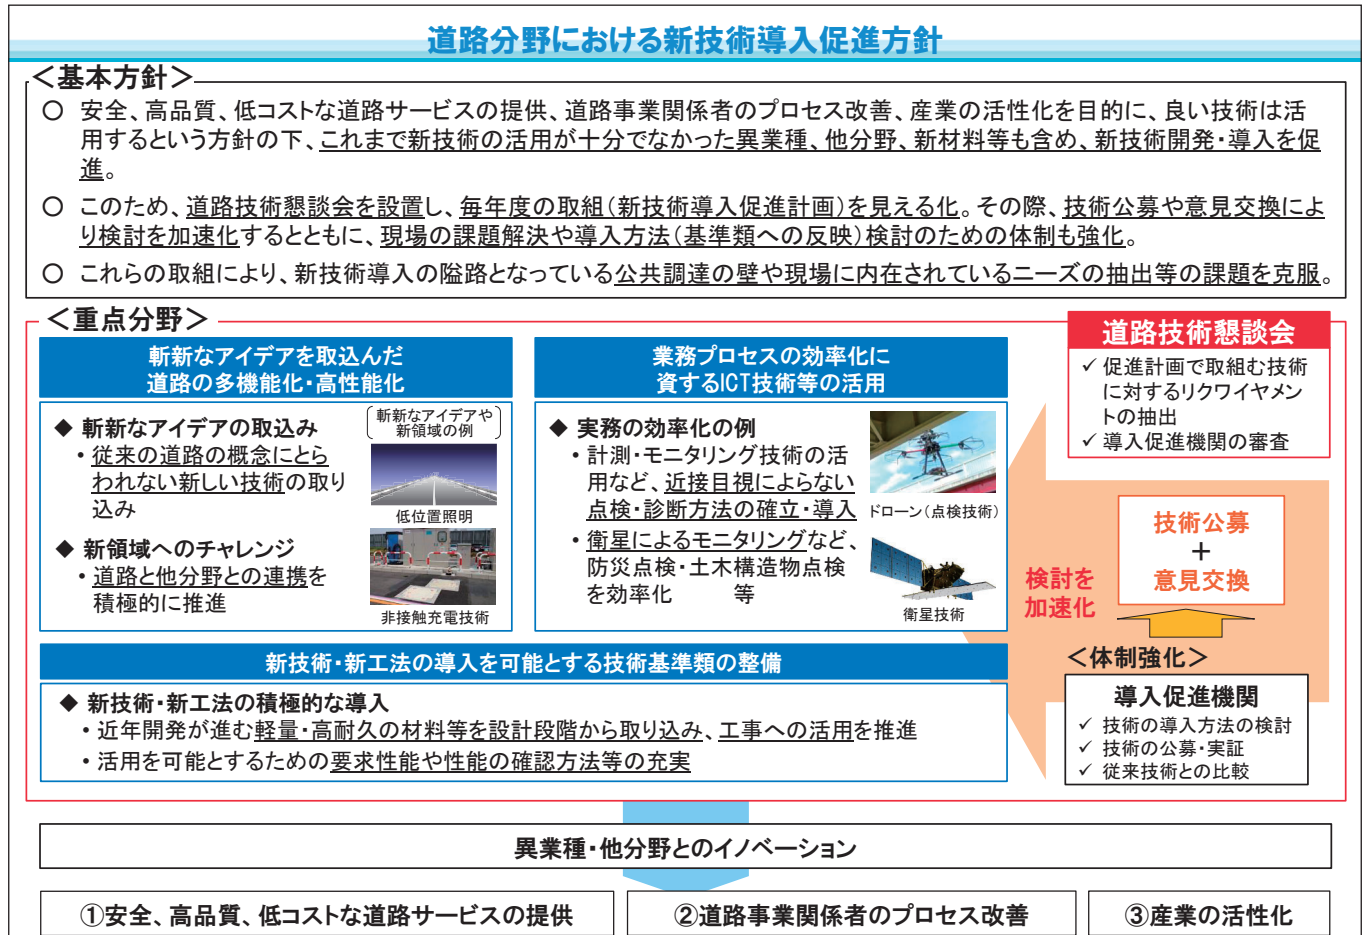 道路分野における新技術導入促進方針
＜基本方針＞
○ 安全、高品質、低コストな道路サービスの提供、道路事業関係者のプロセス改善、産業の活性化を目的に、良い技術は活
用するという方針の下、これまで新技術の活用が十分でなかった異業種、他分野、新材料等も含め、新技術開発・導入を促
進。
○ このため、道路技術懇談会を設置し、毎年度の取組（新技術導入促進計画）を見える化。その際、技術公募や意見交換によ
り検討を加速化するとともに、現場の課題解決や導入方法（基準類への反映）検討のための体制も強化。
○ これらの取組により、新技術導入の隘路となっている公共調達の壁や現場に内在されているニーズの抽出等の課題を克服。
＜重点分野＞
斬新なアイデアを取込んだ
道路の多機能化・高性能化
◆ 斬新なアイデアの取込み
・従来の道路の概念にとら
われない新しい技術の取り
込み
◆ 新領域へのチャレンジ
・道路と他分野との連携を
積極的に推進
斬新なアイデアや
新領域の例
低位置照明
非接触充電技術
業務プロセスの効率化に
資するICT技術等の活用
◆ 実務の効率化の例
・計測・モニタリング技術の活
用など、近接目視によらない
点検・診断方法の確立・導入
・衛星によるモニタリングなど、
防災点検・土木構造物点検
を効率化 等
ドローン（点検技術）
衛星技術
新技術・新工法の導入を可能とする技術基準類の整備
◆ 新技術・新工法の積極的な導入
・近年開発が進む軽量・高耐久の材料等を設計段階から取り込み、工事への活用を推進
・活用を可能とするための要求性能や性能の確認方法等の充実
道路技術懇談会
✓ 促進計画で取組む技術
に対するリクワイヤメン
トの抽出
✓ 導入促進機関の審査
技術公募
＋
意見交換
検討を
加速化
＜体制強化＞
導入促進機関
✓ 技術の導入方法の検討
✓ 技術の公募・実証
✓ 従来技術との比較
異業種・他分野とのイノベーション
①安全、高品質、低コストな道路サービスの提供
②道路事業関係者のプロセス改善
③産業の活性化